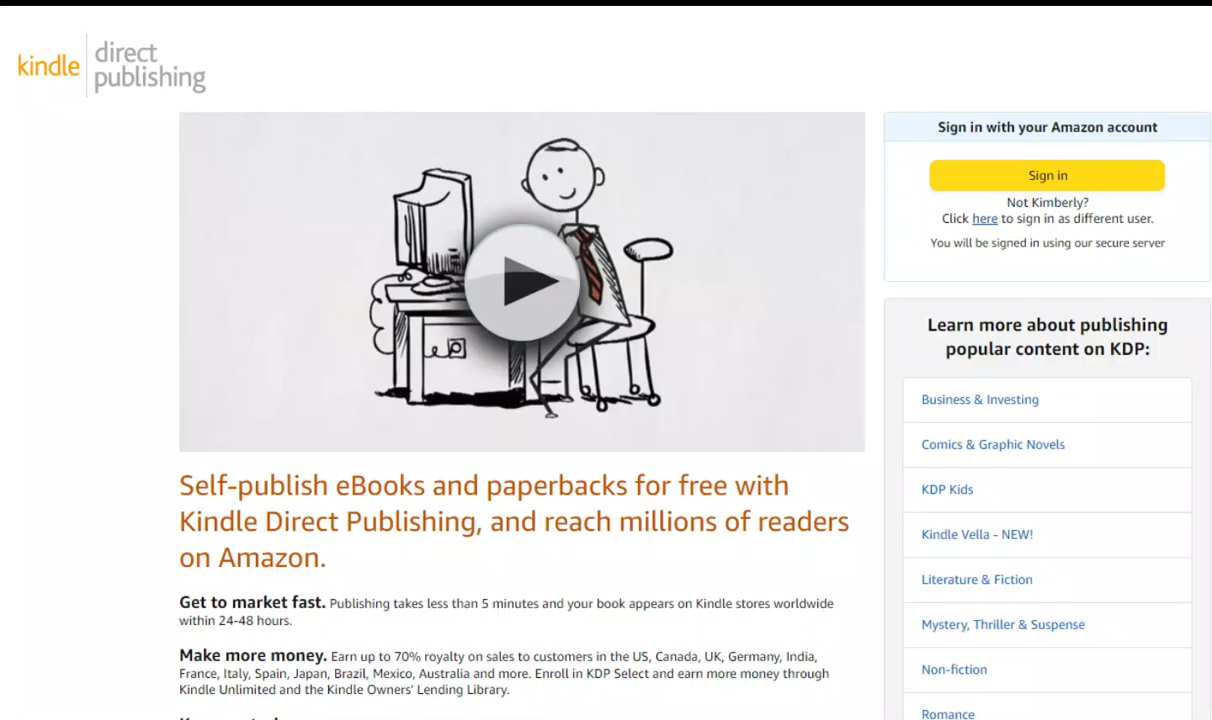 kindle
direct
publishing
Sign in with your Amazon account
Sign in
Not Kimberly?
Click here to sign in as different user.
You will be signed in using our secure server
Self-publish eBooks and paperbacks for free with
Kindle Direct Publishing, and reach millions of readers
on Amazon.
Get to market fast. Publishing takes less than 5 minutes and your book appears on Kindle stores worldwide
within 24-48 hours.
Make more money. Earn up to 70% royalty on sales to customers in the US, Canada, UK, Germany, India,
France, Italy, Spain, Japan, Brazil, Mexico, Australia and more. Enroll in KDP Select and earn more money through
Kindle Unlimited and the Kindle Owners' Lending Library.
Learn more about publishing
popular content on KDP:
Business & Investing
Comics & Graphic Novels
KDP Kids
Kindle Vella - NEW!
Literature & Fiction
Mystery, Thriller & Suspense
Non-fiction
Romance